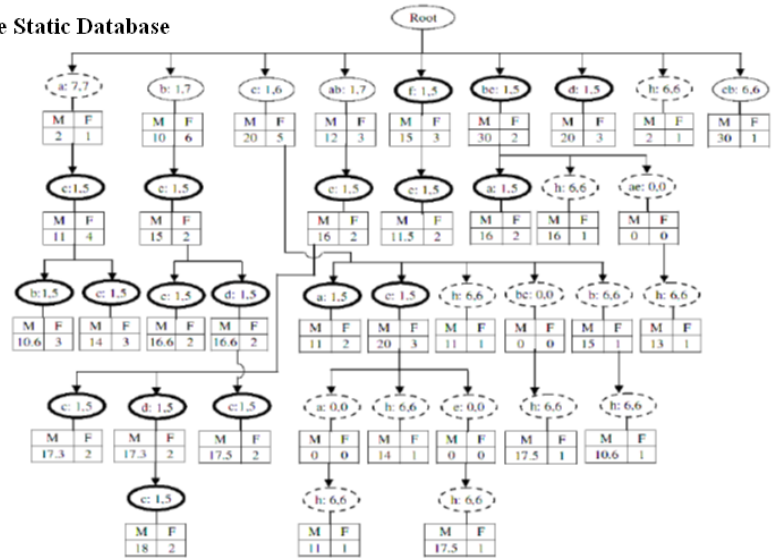 e Static Database
Root
a: 7,7 b: 1,7 c: 1,6 ab: 1,7 f: 1,5 bc: 1,5 d: 1,5 h: 6,6 cb: 6,6
M F M F M F M F M F M F M F M F M F
2 1 10 6 20 5 12 3 15 3 30 2 20 3 2 1 30 1
1,5 1,5 1,5 1,5 a: 1,5 h: 6,6 ae: 0,0
M F M F M F M F M F M F M F
11 4 15 2 16 2 11.5 2 16 2 16 1 0 0
b:1,5 1,5 1,5 d: 1,5 a: 1,5 1,5 h: 6,6 bc: 0,0 b: 6,6 h: 6,6
M F M F M F M F M F M F M F M F M F M F
10.6 3 14 3 16.6 2 16.6 2 11 2 20 3 11 1 0 0 15 1 13 1
1,5 d: 1,5 1,5 a: 0,0 h: 6,6 e: 0,0 h: 6,6 h: 6,6
M F M F M F M F M F M F M F M F
17.3 2 17.3 2 17.5 2 0 0 14 1 0 0 17.5 1 10.6 1
1,5 h: 6,6 h: 6,6
M F M F M F
18 2 11 1 17.5 1